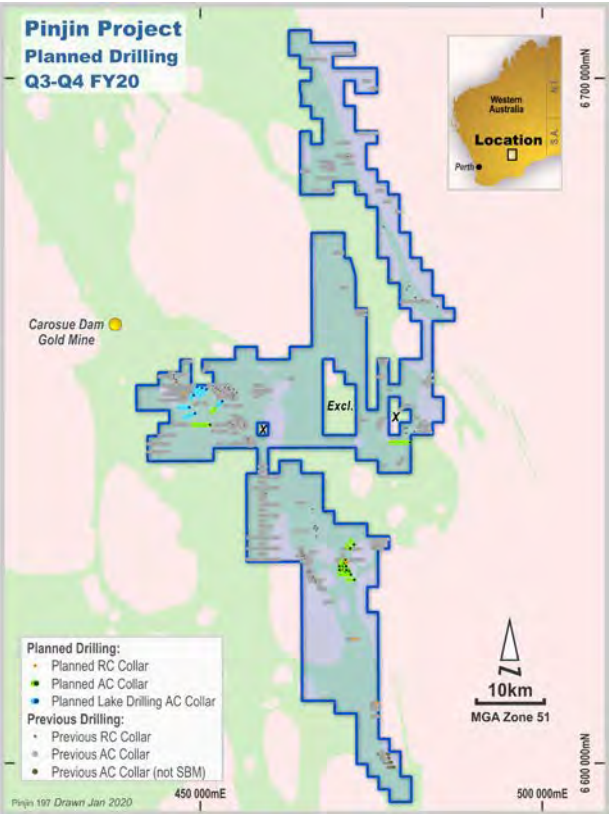 Pinjin Project
Planned Drilling
Q3-Q4 FY20
6 700 000mN
Western
Australia
N.T.
S.A.
Location
Perth
Carosue Dam
Gold Mine
Excl.
X
X
Planned Drilling:
Planned RC Collar
Planned AC Collar
Planned Lake Drilling AC Collar
Previous Drilling:
Previous RC Collar
Previous AC Collar
Previous AC Collar (not SBM)
N
10km
MGA Zone 51
6 600 000mN
Pinjin 197 Drawn Jan 2020
450 000mE
500 000mE